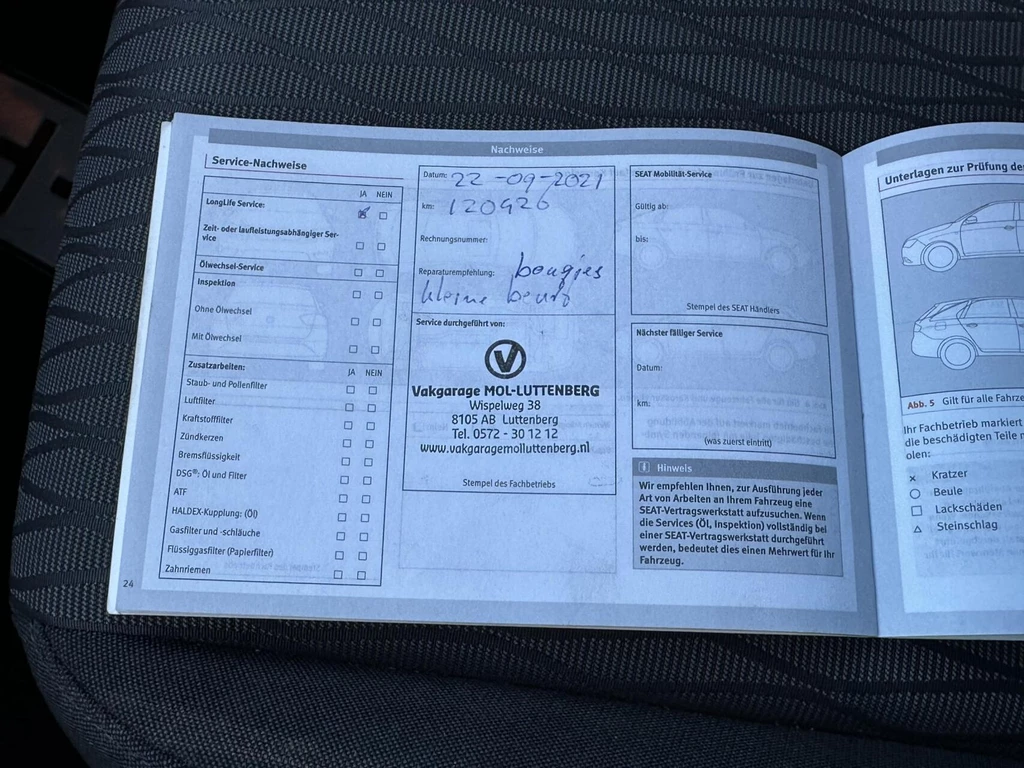 Nachweise
Service-Nachweise
JA NEIN
LongLife Service:
Zeit- oder laufleistungsabhängiger Ser-
vice
Ölwechsel-Service
Inspektion
Ohne Ölwechsel
Mit Ölwechsel
Zusatzarbeiten: JA NEIN
Staub- und Pollenfilter
Luftfilter
Kraftstofffilter
Zündkerzen
Bremsflüssigkeit
DSG®: Öl und Filter
ATF
HALDEX-Kupplung: (Öl)
Gasfilter und -schläuche
Flüssiggasfilter (Papierfilter)
Zahnriemen
24
Datum: 22-09-2021
km: 120926
Rechnungsnummer:
Reparaturempfehlung: bougies
kleine beurt
Service durchgeführt von:
V
Vakgarage MOL-LUTTENBERG
Wispelweg 38
8105 AB Luttenberg
Tel. 0572 - 30 12 12
www.vakgaragemolluttenberg.nl
Stempel des Fachbetriebs
SEAT Mobilität-Service
Gültig ab:
bis:
Stempel des SEAT Händlers
Nächster fälliger Service
Datum:
km:
(was zuerst eintritt)
Hinweis
Wir empfehlen Ihnen, zur Ausführung jeder
Art von Arbeiten an Ihrem Fahrzeug eine
SEAT-Vertragswerkstatt aufzusuchen. Wenn
die Services (Öl, Inspektion) vollständig bei
einer SEAT-Vertragswerkstatt durchgeführt
werden, bedeutet dies einen Mehrwert für Ihr
Fahrzeug.
Unterlagen zur Prüfung de
Abb. 5 Gilt für alle Fahrze
Ihr Fachbetrieb markiert
die beschädigten Teile
olen:
Kratzer
Beule
Lackschäden
Steinschlag